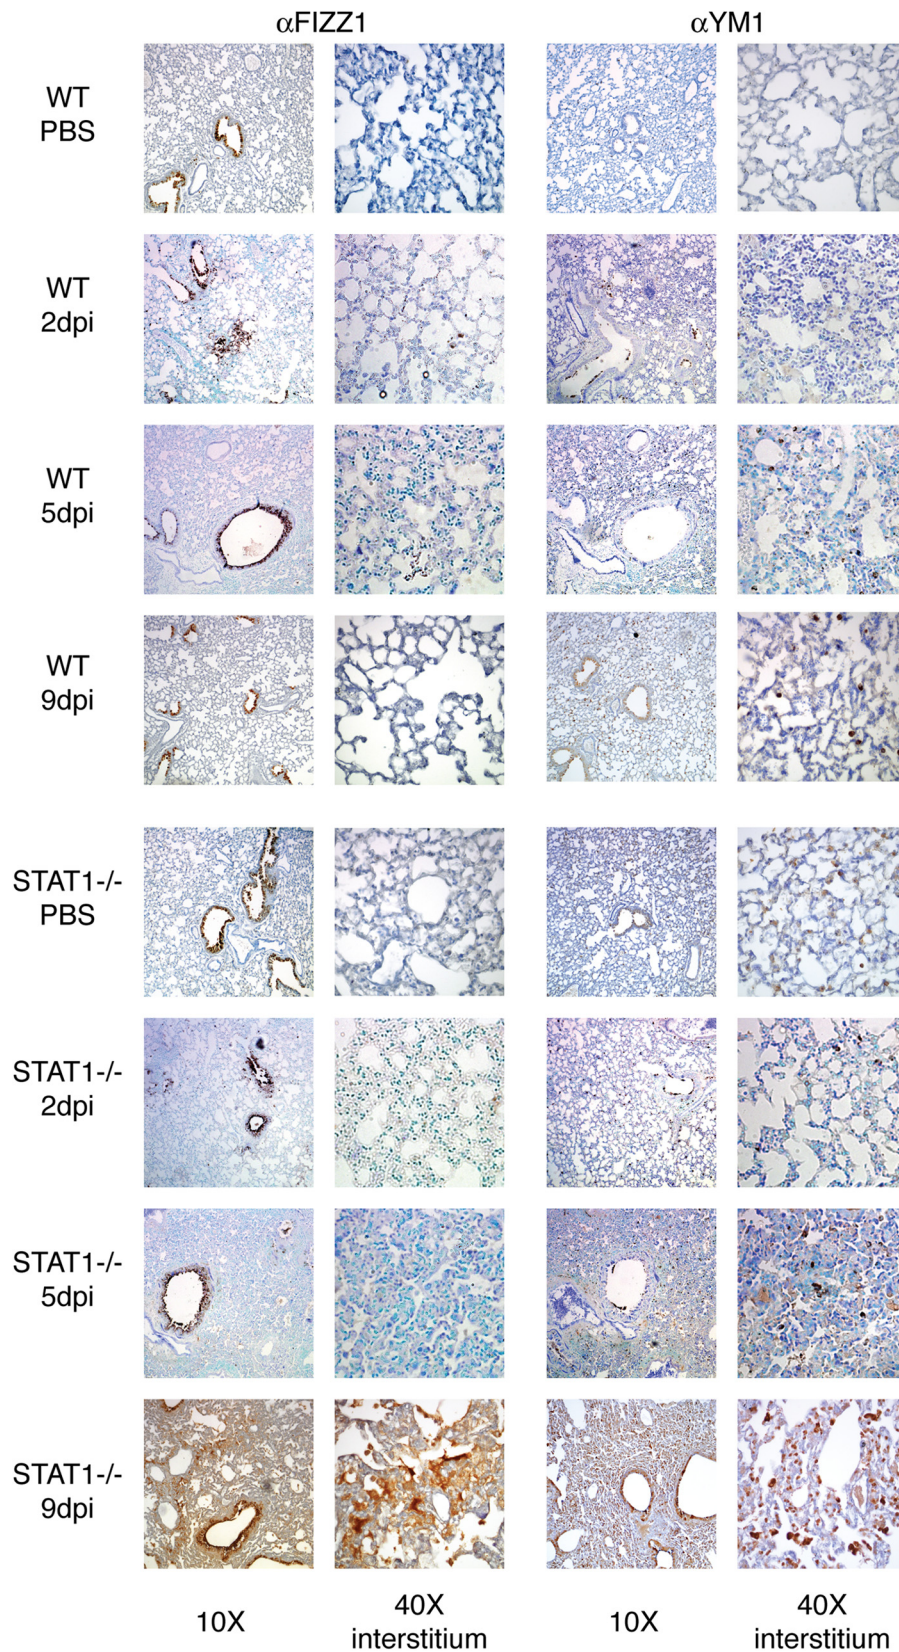 αFIZZ1 αYM1
WT
PBS
WT
2dpi
WT
5dpi
WT
9dpi
STAT1-/-
PBS
STAT1-/-
2dpi
STAT1-/-
5dpi
STAT1-/-
9dpi
10X 40X 10X 40X
interstitium interstitium